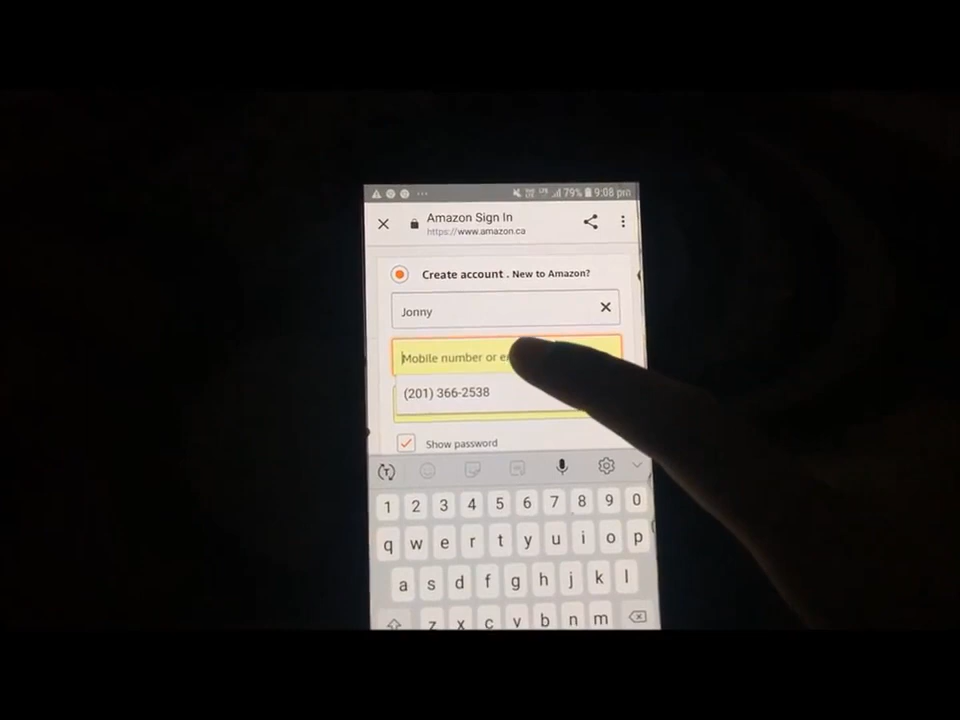 79% 9:08 pm
Amazon Sign In
https://www.amazon.ca
Create account . New to Amazon?
Jonny
Mobile number or
(201) 366-2538
Show password
1 2 3 4 5 6 7 8 9 0
q w e r t y u i o p
a s d f g h j k l
z x c v b n m